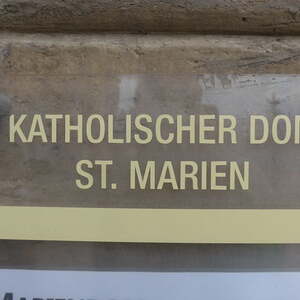 KATHOLISCHER DOM
ST. MARIEN